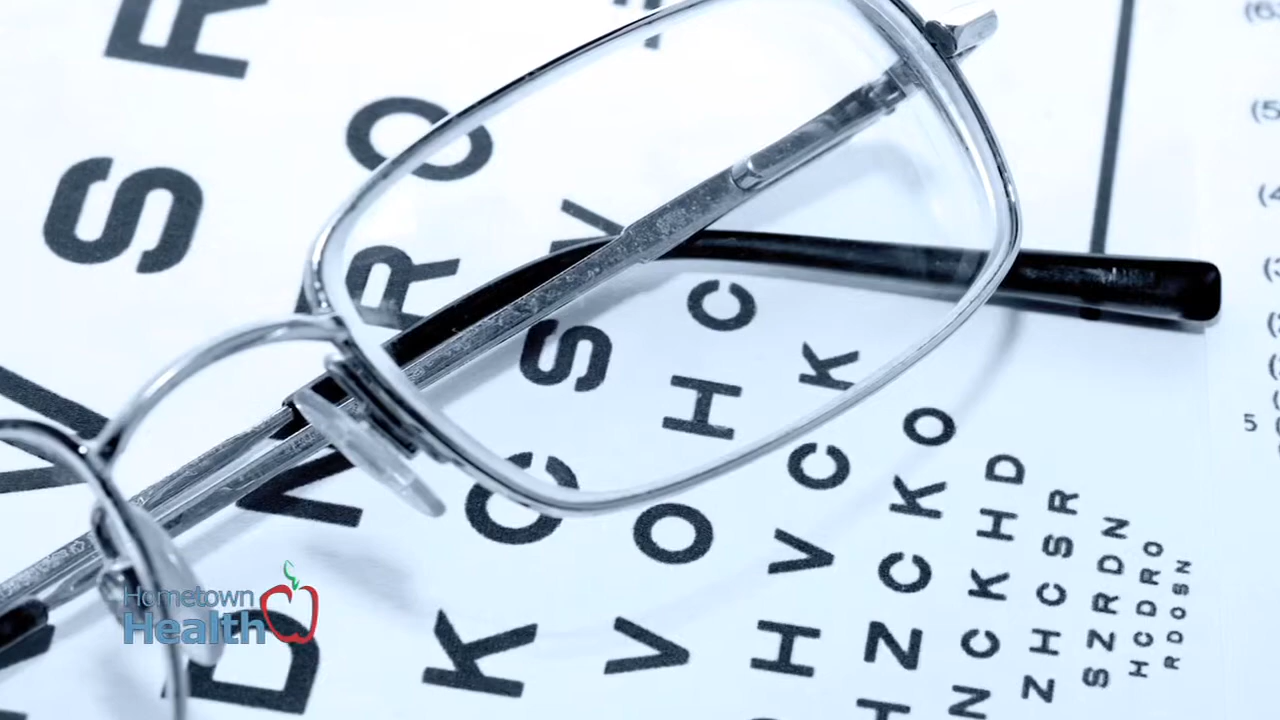 S R
D N R O
K C S
V O H C
H V C K
H Z C K O
N C K H D
Z H C S R
S Z R D N
H C D R O
R D O S N
5
Hometown
Health